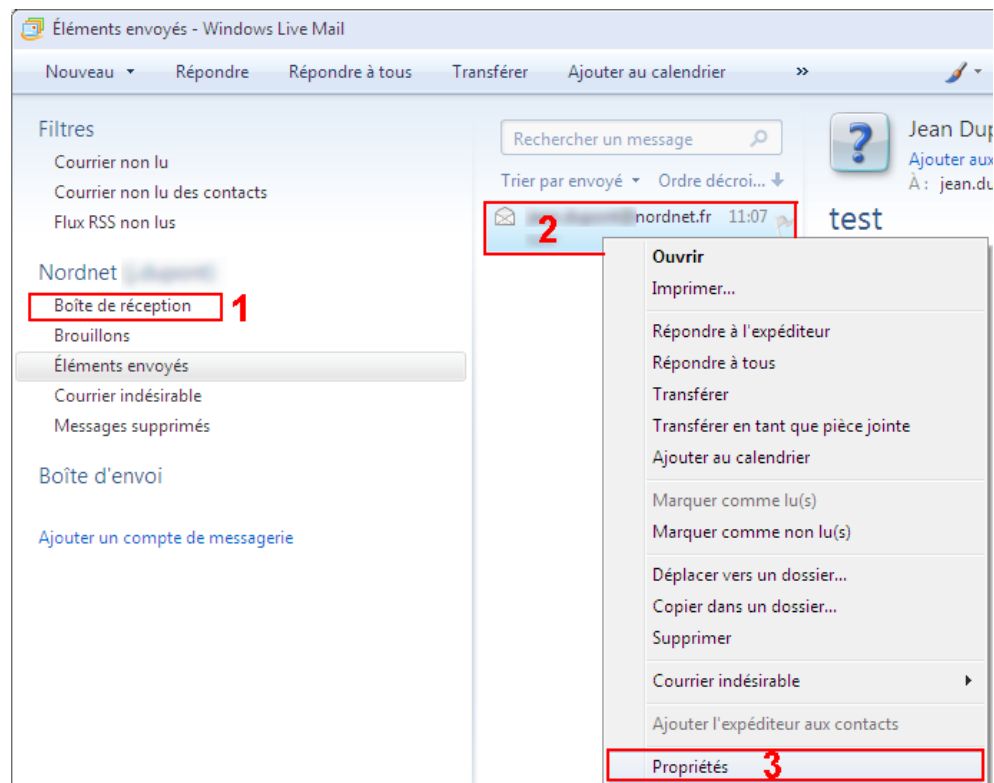 Éléments envoyés - Windows Live Mail
Nouveau Répondre Répondre à tous Transférer Ajouter au calendrier »
Filtres
Courrier non lu
Courrier non lu des contacts
Flux RSS non lus
Nordnet
Boîte de réception 1
Brouillons
Éléments envoyés
Courrier indésirable
Messages supprimés
Boîte d'envoi
Ajouter un compte de messagerie
Rechercher un message
Trier par envoyé Ordre décroi...
2 nordnet.fr 11:07
Jean Dup
Ajouter aux
À : jean.du
test
Ouvrir
Imprimer...
Répondre à l'expéditeur
Répondre à tous
Transférer
Transférer en tant que pièce jointe
Ajouter au calendrier
Marquer comme lu(s)
Marquer comme non lu(s)
Déplacer vers un dossier...
Copier dans un dossier...
Supprimer
Courrier indésirable
Ajouter l'expéditeur aux contacts
Propriétés 3